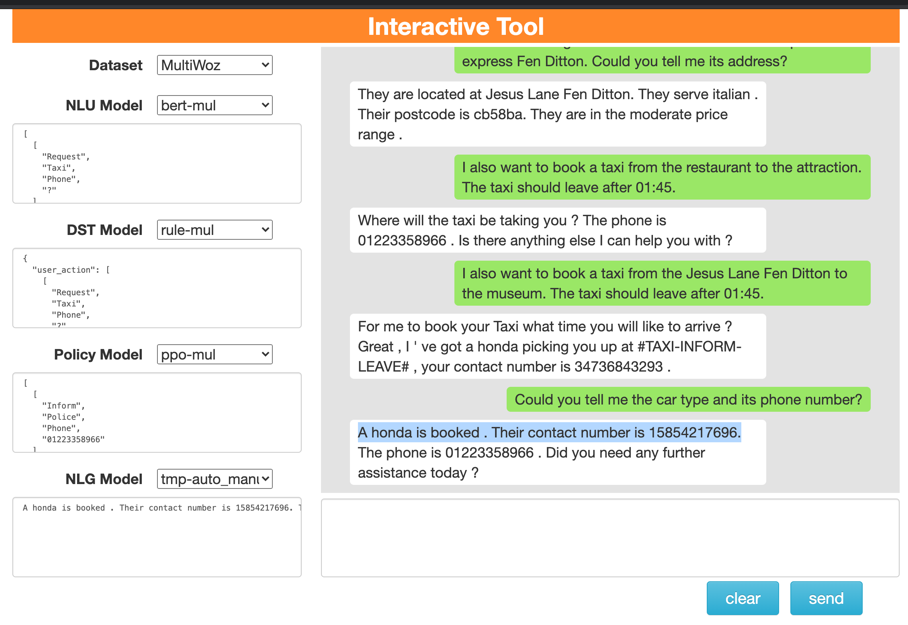 Interactive Tool
Dataset MultiWoz
NLU Model bert-mul
[
[
"Request",
"Taxi",
"Phone",
"?"
]
DST Model rule-mul
{
"user_action": [
[
"Request",
"Taxi",
"Phone",
"?"
Policy Model ppo-mul
[
[
"Inform",
"Police",
"Phone",
"01223358966"
]
NLG Model tmp-auto_manu
A honda is booked . Their contact number is 15854217696. T
express Fen Ditton. Could you tell me its address?
They are located at Jesus Lane Fen Ditton. They serve italian .
Their postcode is cb58ba. They are in the moderate price
range .
I also want to book a taxi from the restaurant to the attraction.
The taxi should leave after 01:45.
Where will the taxi be taking you ? The phone is
01223358966 . Is there anything else I can help you with ?
I also want to book a taxi from the Jesus Lane Fen Ditton to
the museum. The taxi should leave after 01:45.
For me to book your Taxi what time you will like to arrive ?
Great , I ' ve got a honda picking you up at #TAXI-INFORM-
LEAVE# , your contact number is 34736843293 .
Could you tell me the car type and its phone number?
A honda is booked . Their contact number is 15854217696.
The phone is 01223358966 . Did you need any further
assistance today ?
clear
send